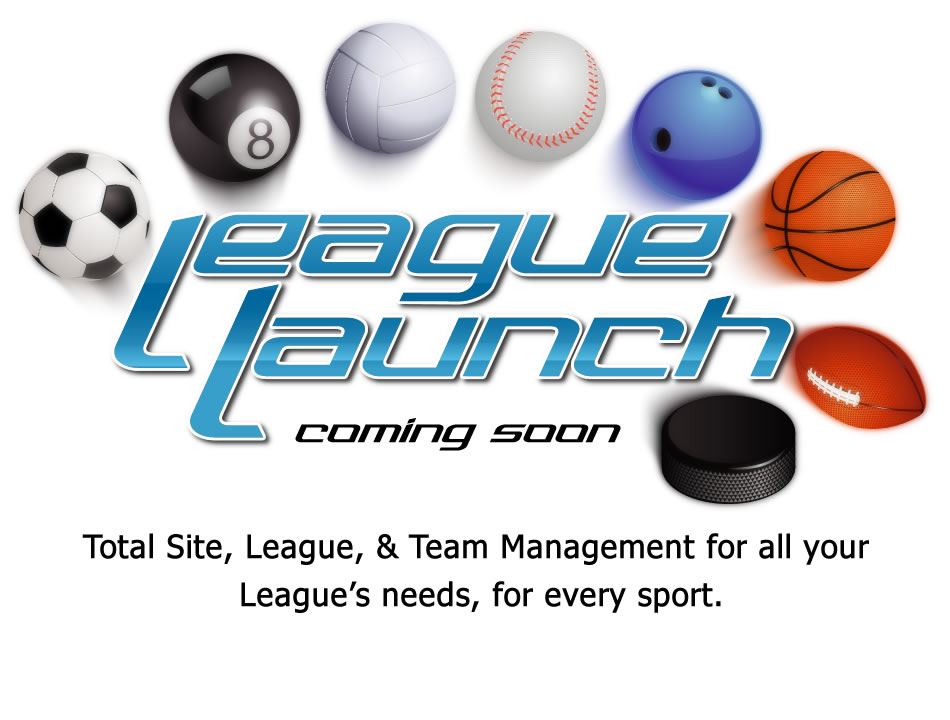 8
League
Launch
coming soon
Total Site, League, & Team Management for all your
League’s needs, for every sport.